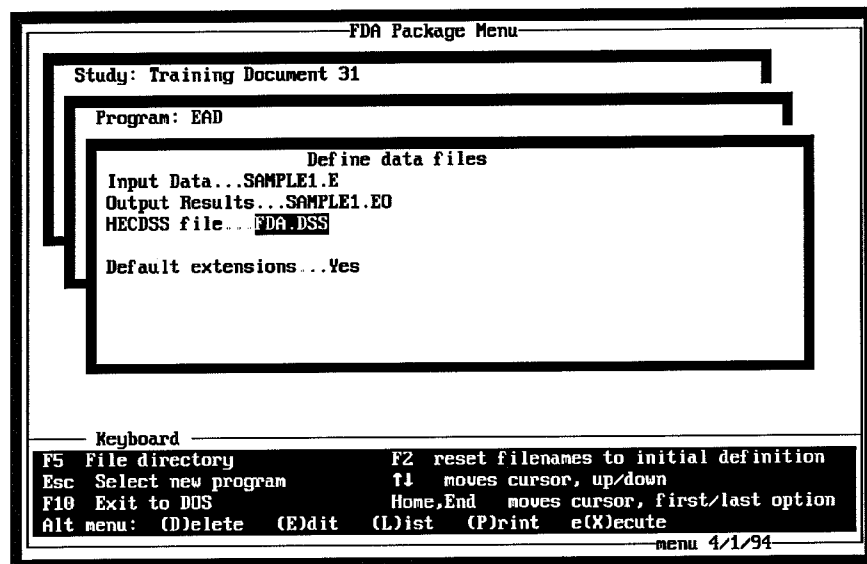 FDA Package Menu
Study: Training Document 31
Program: EAD
Define data files
Input Data...SAMPLE1.E
Output Results...SAMPLE1.EO
HECDSS file...FDA.DSS
Default extensions...Yes
Keyboard
F5 File directory F2 reset filenames to initial definition
Esc Select new program ↑↓ moves cursor, up/down
F10 Exit to DOS Home,End moves cursor, first/last option
Alt menu: (D)elete (E)dit (L)ist (P)rint e(X)ecute
menu 4/1/94